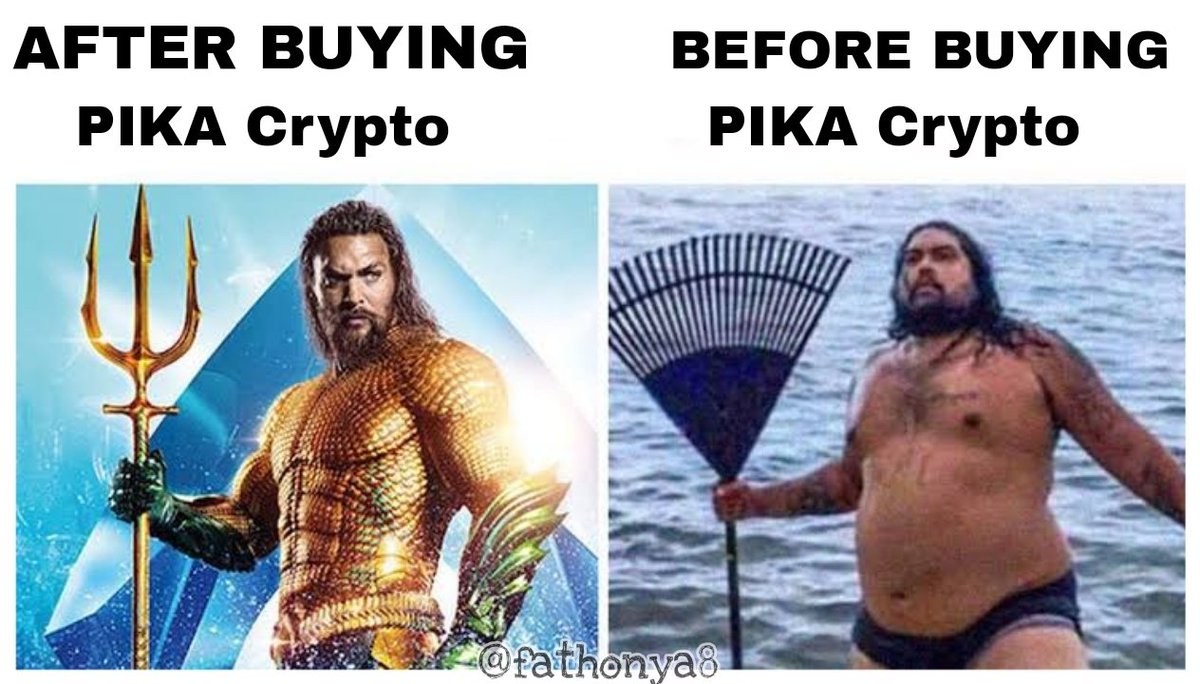 AFTER BUYING
PIKA Crypto
BEFORE BUYING
PIKA Crypto
@fathonya8